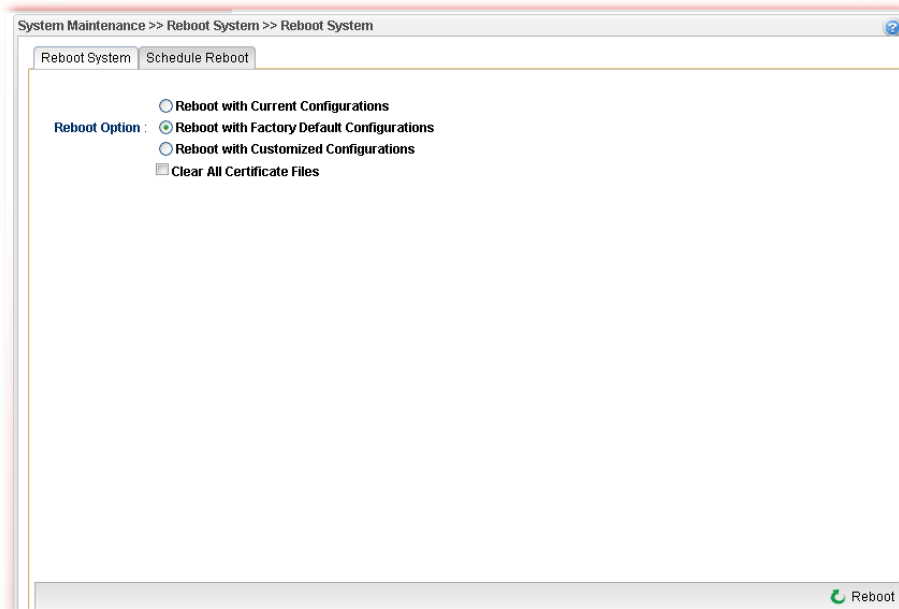 System Maintenance >> Reboot System >> Reboot System
?
Reboot System Schedule Reboot
Reboot with Current Configurations
Reboot Option : Reboot with Factory Default Configurations
Reboot with Customized Configurations
Clear All Certificate Files
Reboot